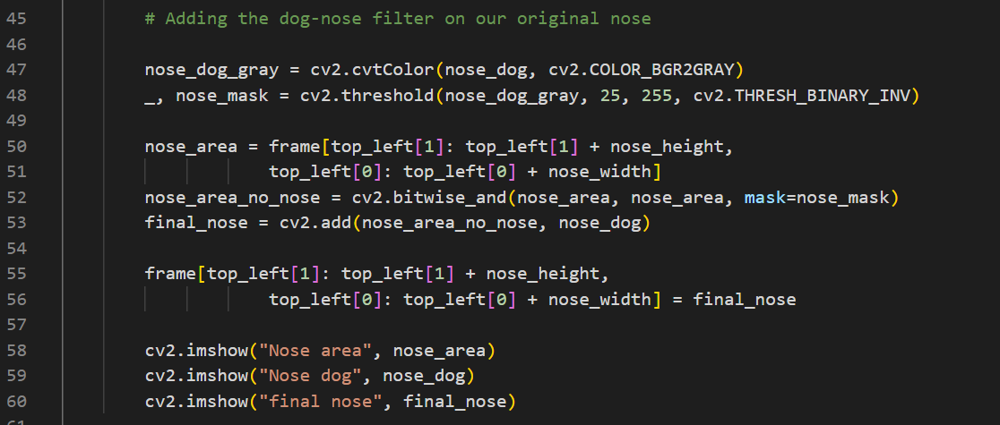 45 # Adding the dog-nose filter on our original nose
46
47 nose_dog_gray = cv2.cvtColor(nose_dog, cv2.COLOR_BGR2GRAY)
48 _, nose_mask = cv2.threshold(nose_dog_gray, 25, 255, cv2.THRESH_BINARY_INV)
49
50 nose_area = frame[top_left[1]: top_left[1] + nose_height,
51 top_left[0]: top_left[0] + nose_width]
52 nose_area_no_nose = cv2.bitwise_and(nose_area, nose_area, mask=nose_mask)
53 final_nose = cv2.add(nose_area_no_nose, nose_dog)
54
55 frame[top_left[1]: top_left[1] + nose_height,
56 top_left[0]: top_left[0] + nose_width] = final_nose
57
58 cv2.imshow("Nose area", nose_area)
59 cv2.imshow("Nose dog", nose_dog)
60 cv2.imshow("final nose", final_nose)
61